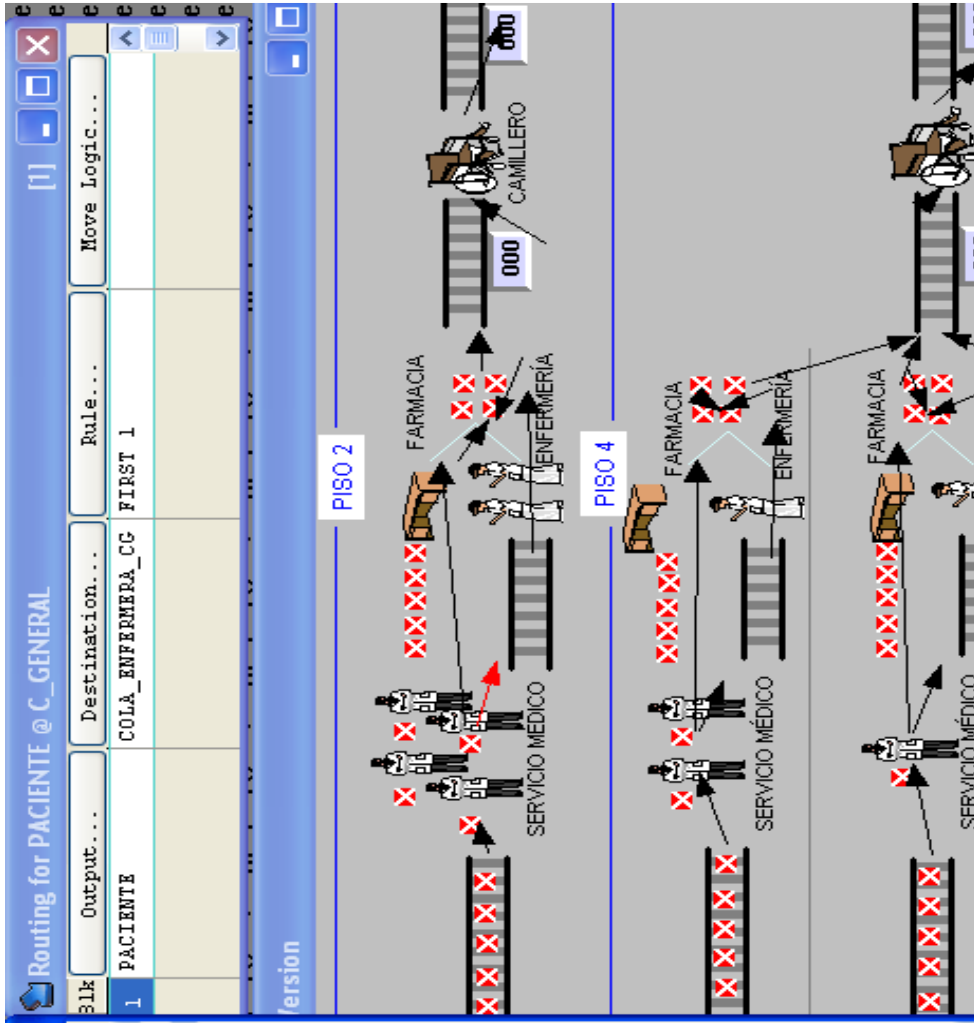 Routing for PACIENTE @ C_GENERAL [1]
Blk Output... Destination... Rule... Move Logic...
1 PACIENTE COLA_ENFERMERA_CG FIRST 1
ersion
PISO 2
SERVICIO MÉDICO
FARMACIA
ENFERMERÍA
000
CAMILLERO
000
PISO 4
SERVICIO MÉDICO
FARMACIA
ENFERMERÍA
SERVICIO MÉDICO
FARMACIA